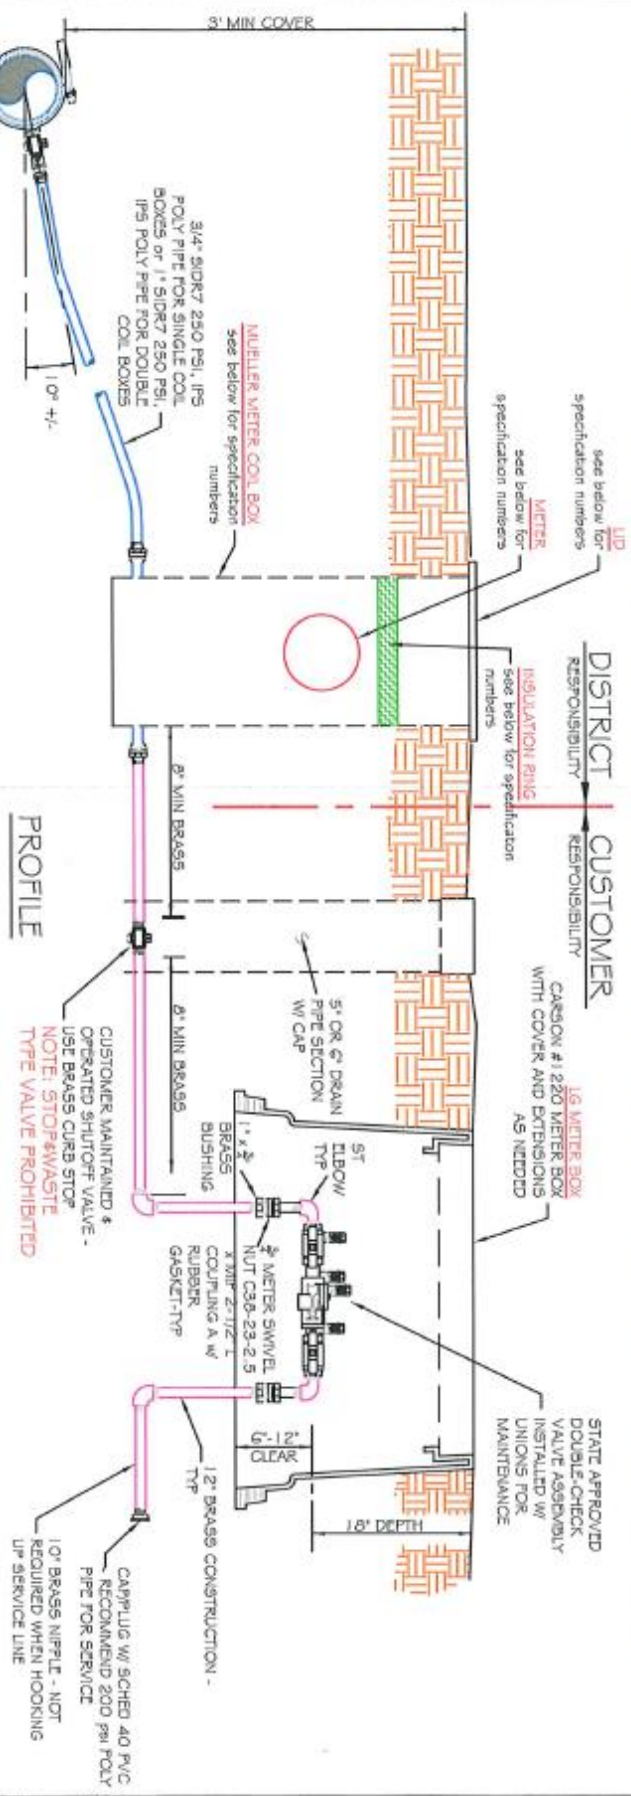 3' MIN COVER
3/4" SIDR7 250 PSI, IPS
POLY PIPE FOR SINGLE COIL
BOXES or 1" SIDR7 250 PSI,
IPS POLY PIPE FOR DOUBLE
COIL BOXES
10° +/-
MUELLER METER COIL BOX
see below for specification
numbers
LID
see below for
specification numbers
METER
see below for
specification numbers
INSULATION RING
see below for specification
numbers
DISTRICT
RESPONSIBILITY
CUSTOMER
RESPONSIBILITY
8" MIN BRASS
8" MIN BRASS
PROFILE
CUSTOMER MAINTAINED &
OPERATED SHUTOFF VALVE -
USE BRASS CURB STOP
NOTE: STOP&WASTE
TYPE VALVE PROHIBITED
5" OR 6" DRAIN
PIPE SECTION
W/ CAP
LG METER BOX
CARSON #1220 METER BOX
WITH COVER AND EXTENSIONS
AS NEEDED
ST
ELBOW
TYP
1" x ¾"
BRASS
BUSHING
¾" METER SWIVEL
NUT C38-23-2.5
x MIP 2-1/2" L
COUPLING A w/
RUBBER
GASKET-TYP
STATE APPROVED
DOUBLE-CHECK
VALVE ASSEMBLY
INSTALLED W/
UNIONS FOR
MAINTENANCE
6"-12"
CLEAR
18" DEPTH
12" BRASS CONSTRUCTION -
TYP
CAP/PLUG W/ SCHED 40 PVC
RECOMMEND 200 psi POLY
PIPE FOR SERVICE
10" BRASS NIPPLE - NOT
REQUIRED WHEN HOOKING
UP SERVICE LINE